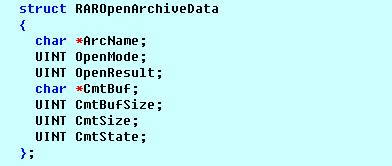 struct RAROpenArchiveData
{
char *ArcName;
UINT OpenMode;
UINT OpenResult;
char *CmtBuf;
UINT CmtBufSize;
UINT CmtSize;
UINT CmtState;
};